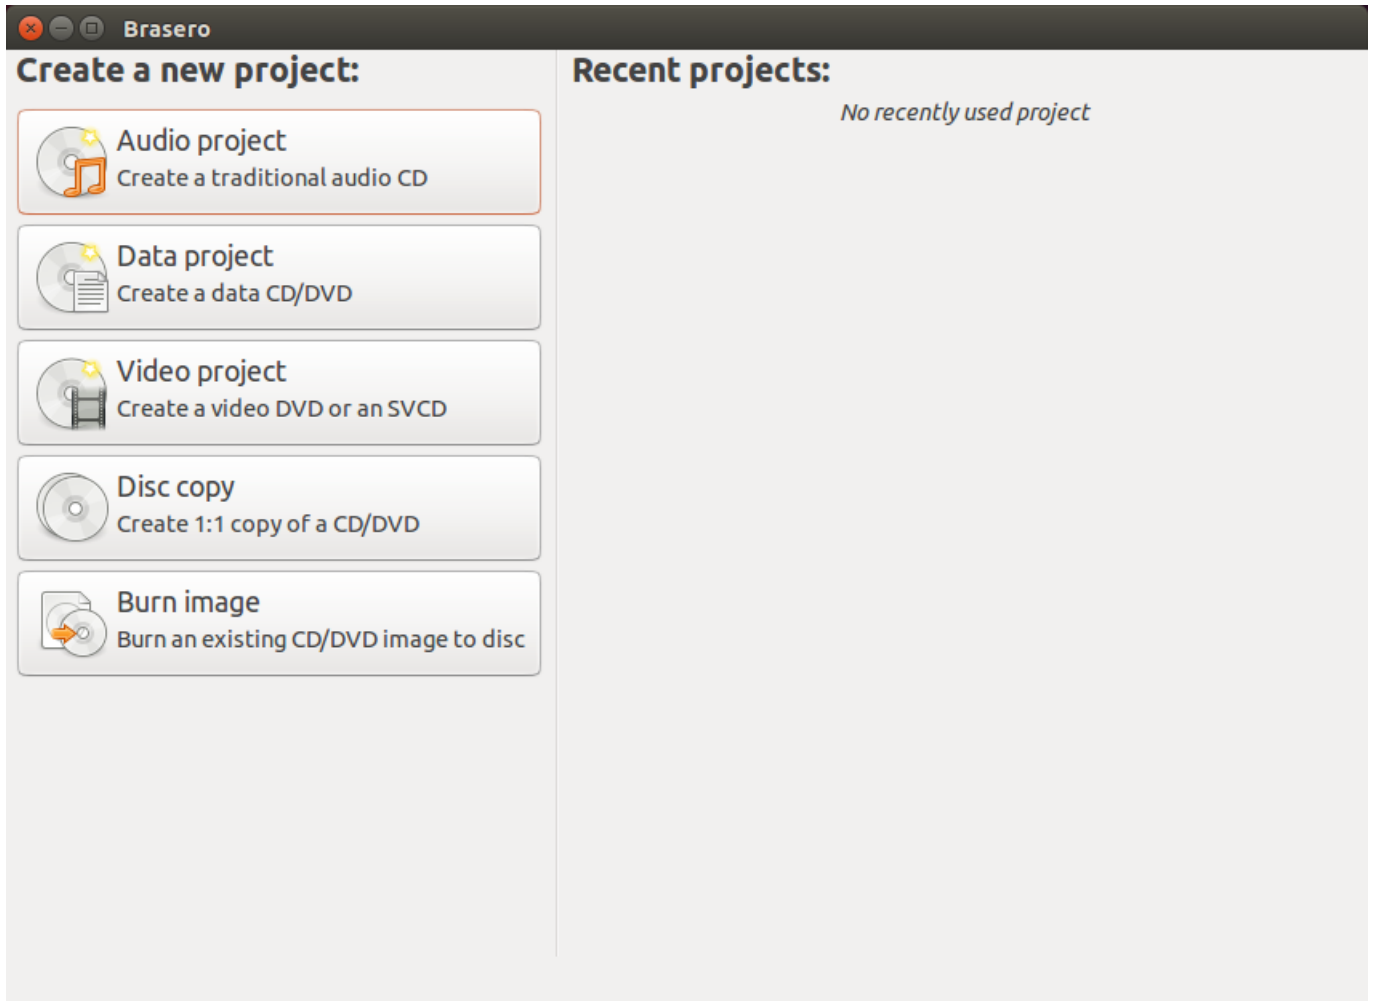 Brasero
Create a new project:
Audio project
Create a traditional audio CD
Data project
Create a data CD/DVD
Video project
Create a video DVD or an SVCD
Disc copy
Create 1:1 copy of a CD/DVD
Burn image
Burn an existing CD/DVD image to disc
Recent projects:
No recently used project